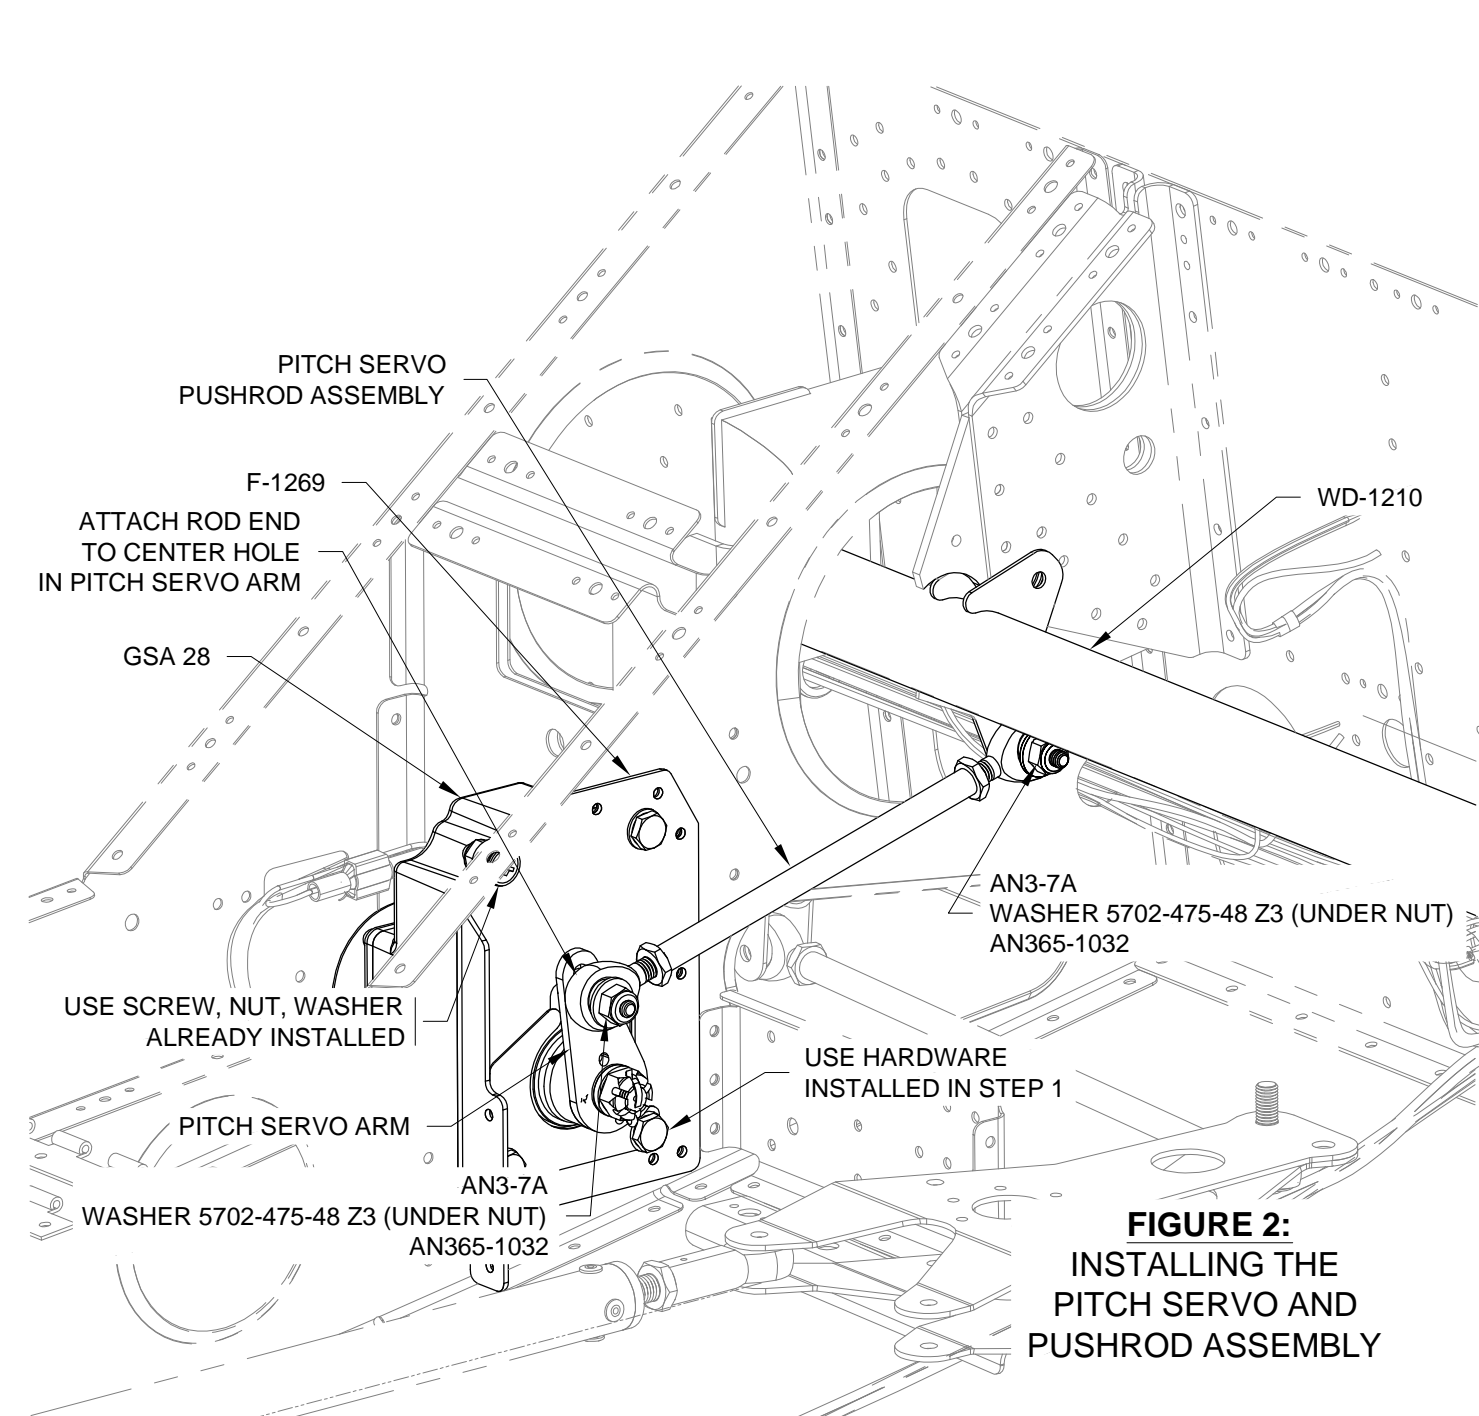 PITCH SERVO
PUSHROD ASSEMBLY
F-1269
ATTACH ROD END
TO CENTER HOLE
IN PITCH SERVO ARM
GSA 28
WD-1210
AN3-7A
WASHER 5702-475-48 Z3 (UNDER NUT)
AN365-1032
USE SCREW, NUT, WASHER
ALREADY INSTALLED
USE HARDWARE
INSTALLED IN STEP 1
PITCH SERVO ARM
AN3-7A
WASHER 5702-475-48 Z3 (UNDER NUT)
AN365-1032
FIGURE 2:
INSTALLING THE
PITCH SERVO AND
PUSHROD ASSEMBLY